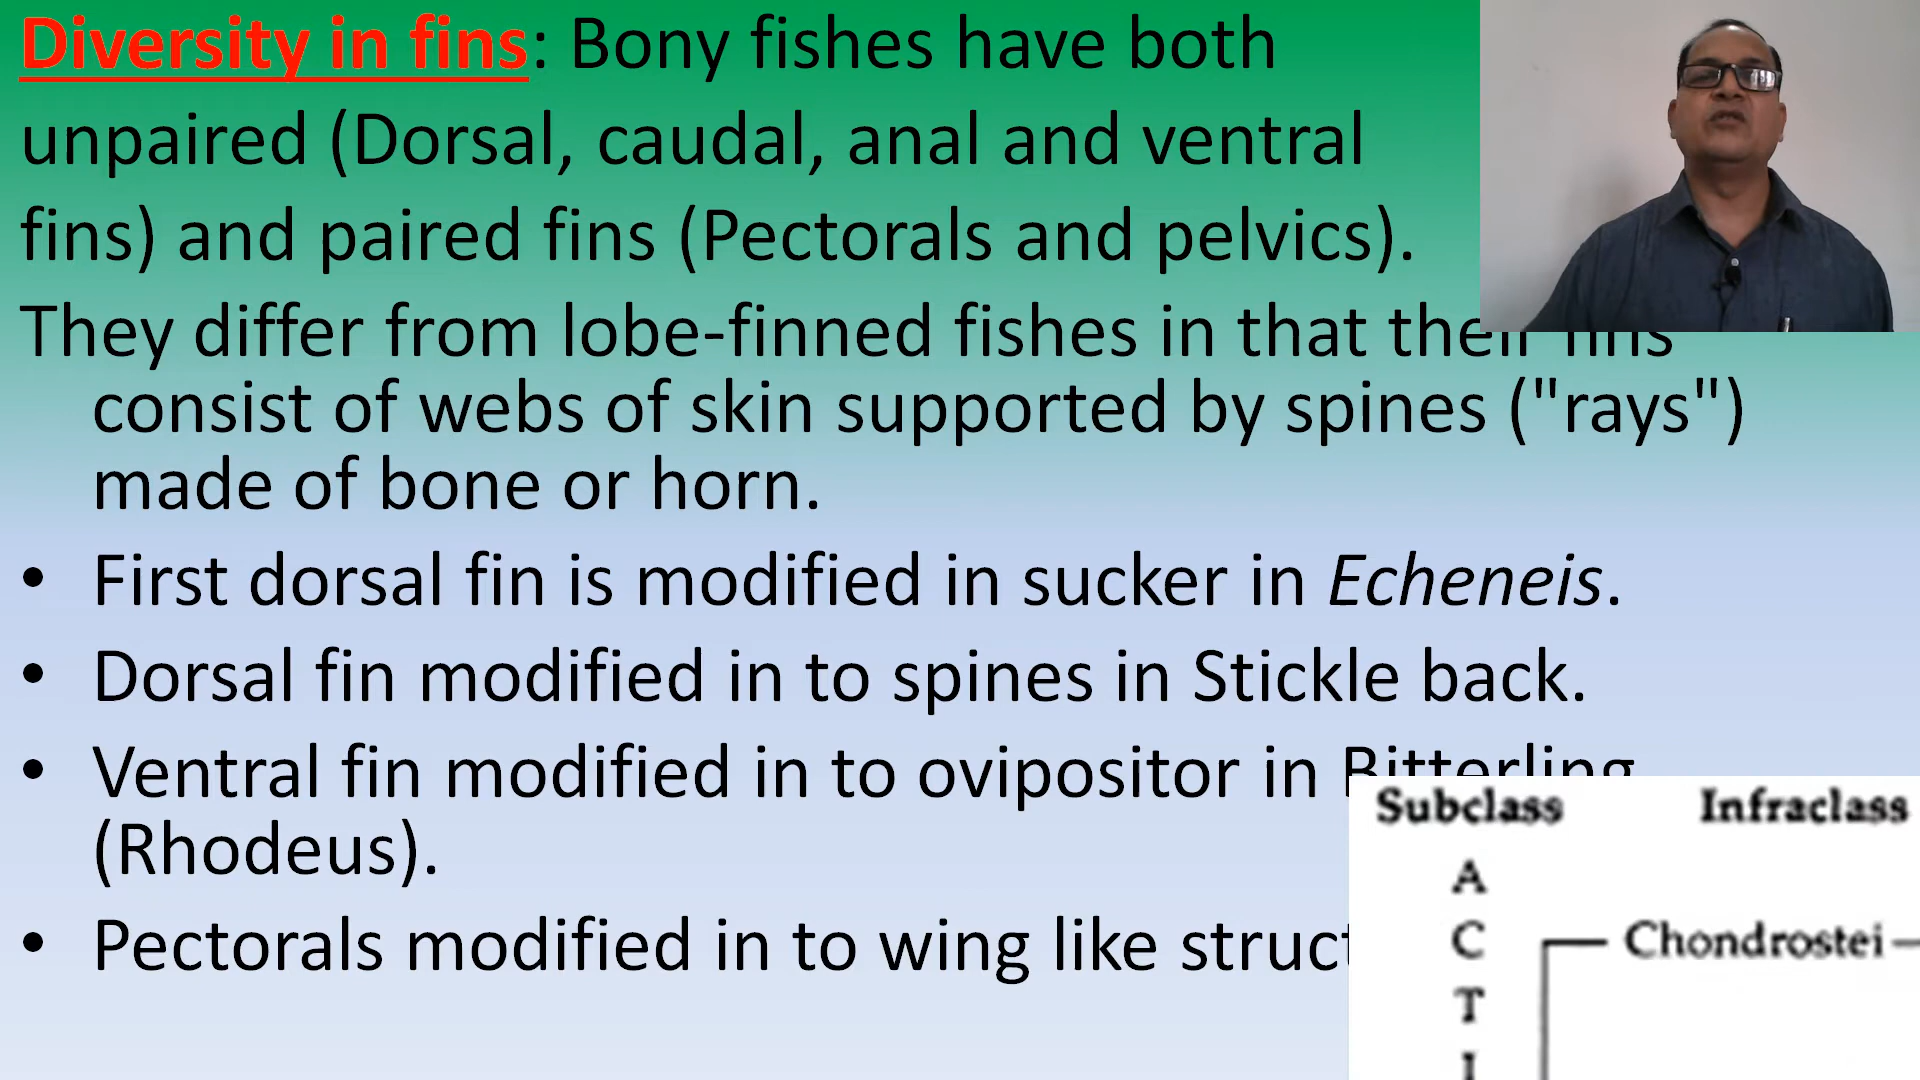 Diversity in fins: Bony fishes have both
unpaired (Dorsal, caudal, anal and ventral
fins) and paired fins (Pectorals and pelvics).
They differ from lobe-finned fishes in that their fins
consist of webs of skin supported by spines ("rays")
made of bone or horn.
• First dorsal fin is modified in sucker in Echeneis.
• Dorsal fin modified in to spines in Stickle back.
• Ventral fin modified in to ovipositor in Bitterling
(Rhodeus).
• Pectorals modified in to wing like
Subclass Infraclass
A
C Chondrostei
T
I